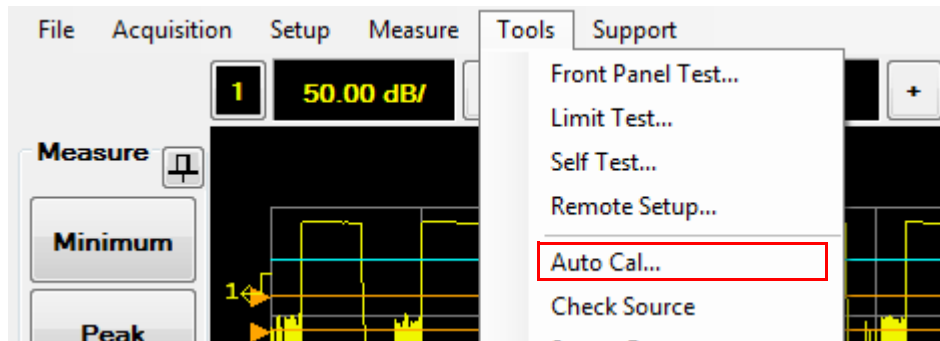 File Acquisition Setup Measure Tools Support
1 50.00 dB/ +
Front Panel Test...
Limit Test...
Self Test...
Remote Setup...
Auto Cal...
Check Source
Measure
Minimum
Peak
1